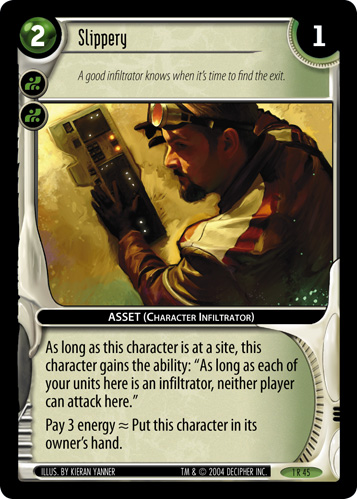 2 Slippery 1
A good infiltrator knows when it's time to find the exit.
ASSET (CHARACTER INFILTRATOR)
As long as this character is at a site, this
character gains the ability: “As long as each of
your units here is an infiltrator, neither player
can attack here.”
Pay 3 energy ≈ Put this character in its
owner's hand.
ILLUS. BY KIERAN YANNER TM & © 2004 DECIPHER INC. 1 R 45